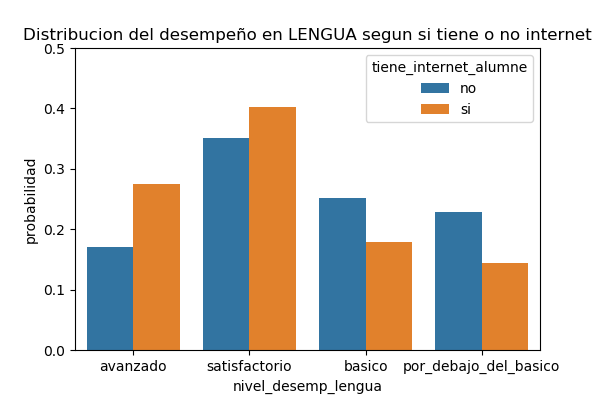 Distribucion del desempeño en LENGUA segun si tiene o no internet
tiene_internet_alumne
no
si
probabilidad
0.5
0.4
0.3
0.2
0.1
0.0
avanzado satisfactorio basico por_debajo_del_basico
nivel_desemp_lengua